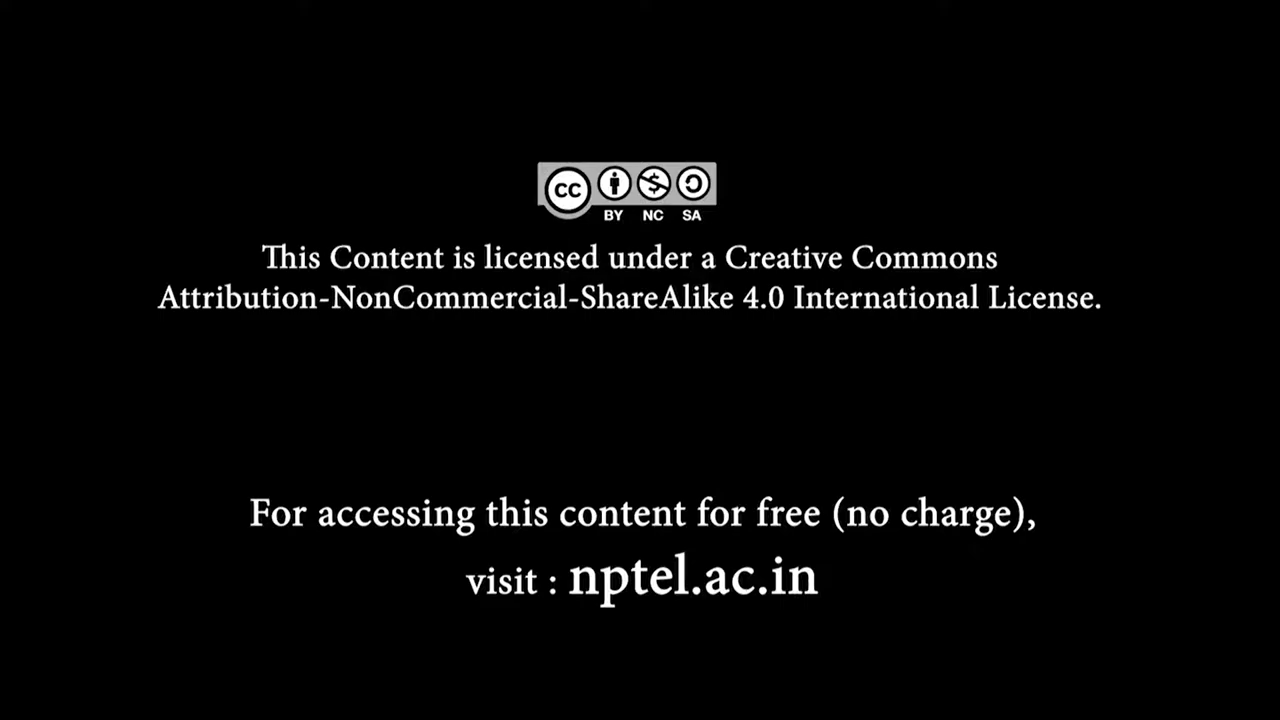 cc
BY NC SA
This Content is licensed under a Creative Commons
Attribution-NonCommercial-ShareAlike 4.0 International License.
For accessing this content for free (no charge),
visit : nptel.ac.in